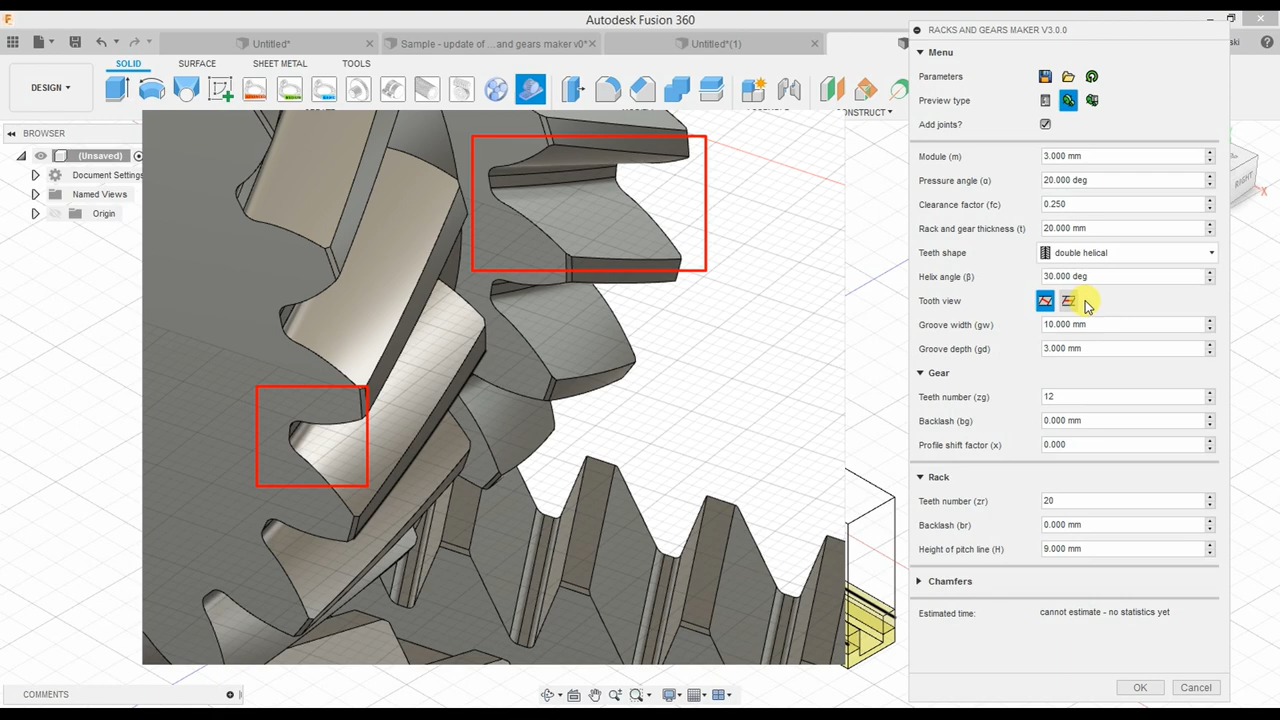 Autodesk Fusion 360
Untitled*
Sample - update of ...and gears maker v0*
Untitled*(1)
SOLID
SURFACE
SHEET METAL
TOOLS
DESIGN
CONSTRUCT
BROWSER
(Unsaved)
Document Settings
Named Views
Origin
RIGHT
X
COMMENTS
RACKS AND GEARS MAKER V3.0.0
Menu
Parameters
Preview type
Add joints?
Module (m) 3.000 mm
Pressure angle (α) 20.000 deg
Clearance factor (fc) 0.250
Rack and gear thickness (t) 20.000 mm
Teeth shape double helical
Helix angle (β) 30.000 deg
Tooth view
Groove width (gw) 10.000 mm
Groove depth (gd) 3.000 mm
Gear
Teeth number (zg) 12
Backlash (bg) 0.000 mm
Profile shift factor (x) 0.000
Rack
Teeth number (zr) 20
Backlash (br) 0.000 mm
Height of pitch line (H) 9.000 mm
Chamfers
Estimated time: cannot estimate - no statistics yet
OK
Cancel